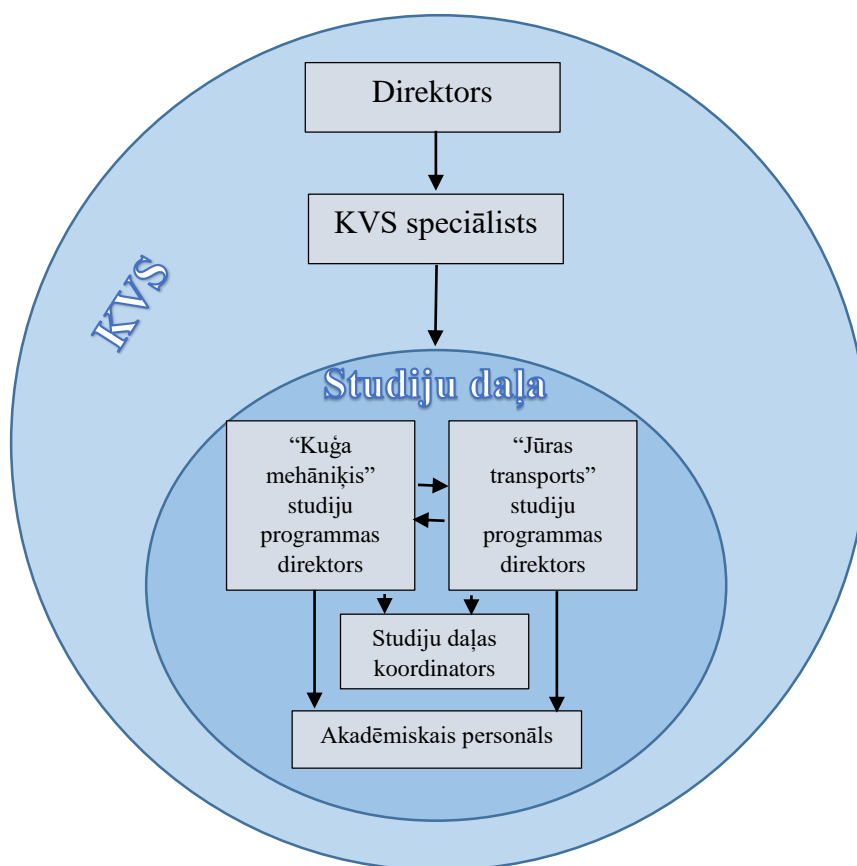 Direktors
KVS speciālists
KVS
Studiju daļa
“Kuģa
mehāniķis”
studiju
programmas
direktors
“Jūras
transports”
studiju
programmas
direktors
Studiju daļas
koordinators
Akadēmiskais personāls